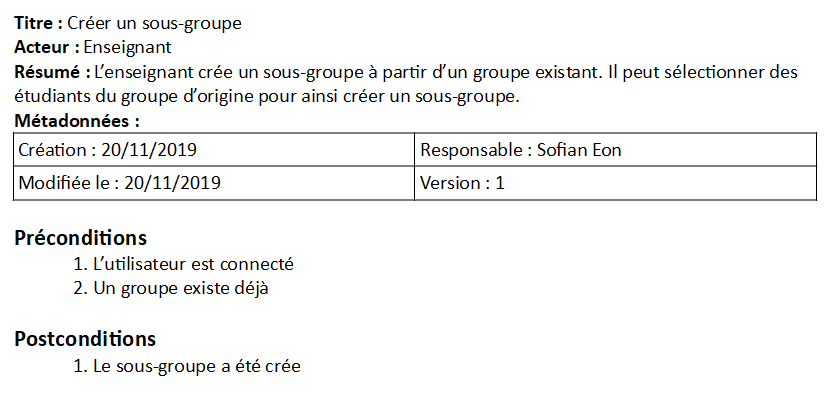 Titre : Créer un sous-groupe
Acteur : Enseignant
Résumé : L’enseignant crée un sous-groupe à partir d’un groupe existant. Il peut sélectionner des
étudiants du groupe d’origine pour ainsi créer un sous-groupe.
Métadonnées :
Création : 20/11/2019 Responsable : Sofian Eon
Modifiée le : 20/11/2019 Version : 1
Préconditions
1. L’utilisateur est connecté
2. Un groupe existe déjà
Postconditions
1. Le sous-groupe a été crée